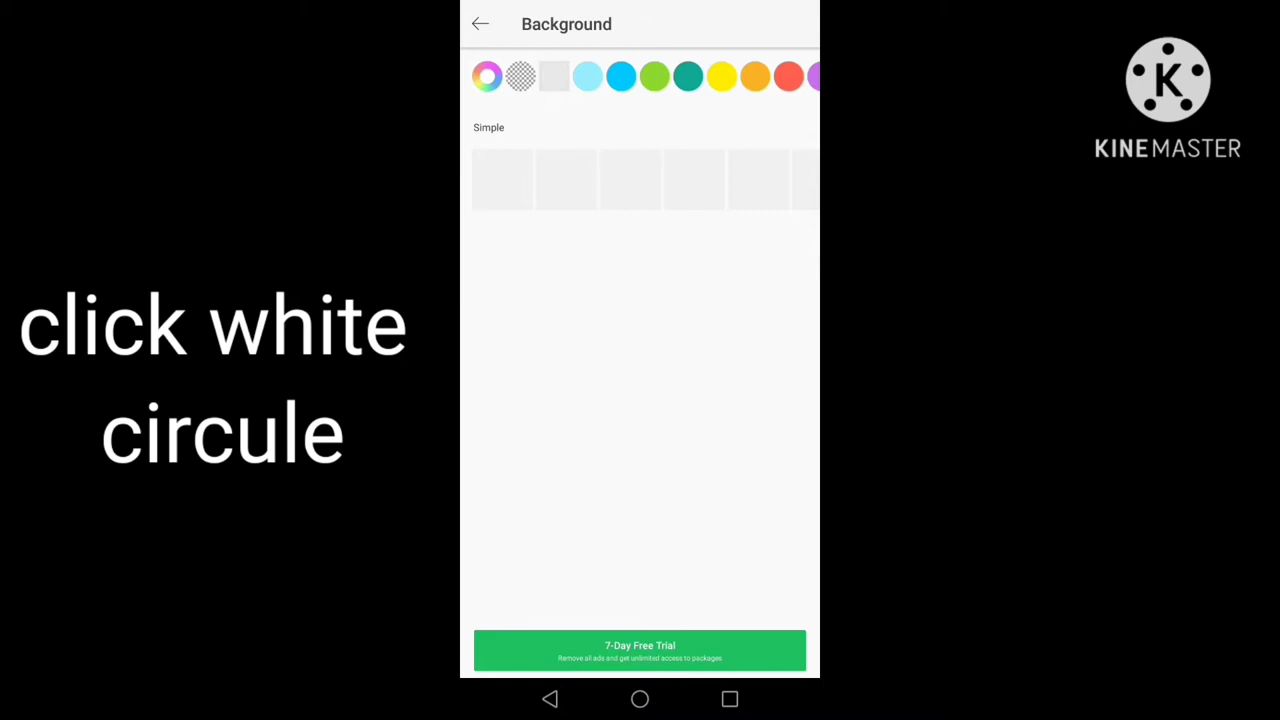 Background
Simple
click white
circule
7-Day Free Trial
Remove all ads and get unlimited access to packages
K
KINEMASTER